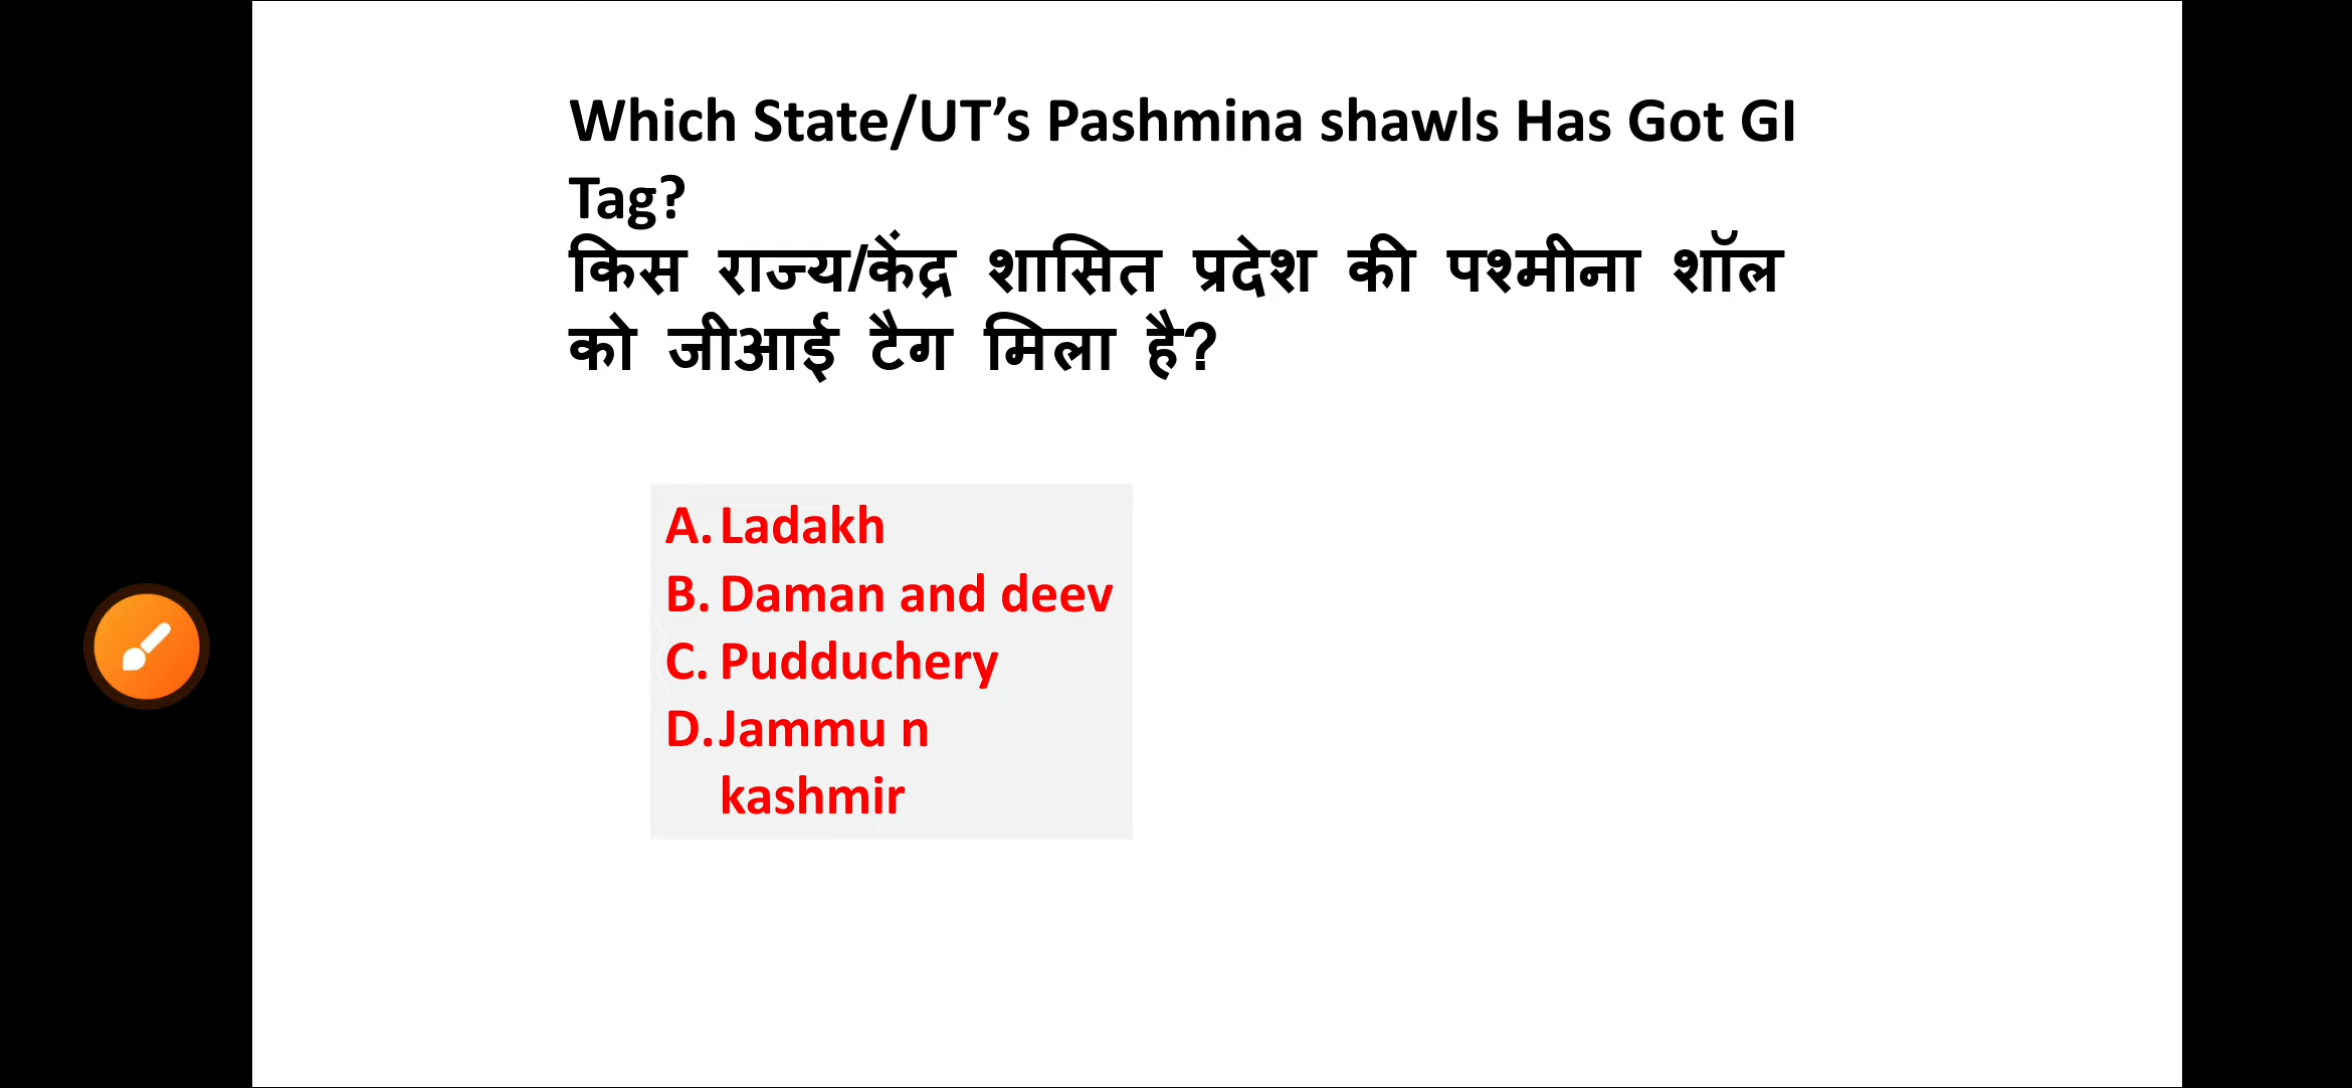 Which State/UT’s Pashmina shawls Has Got GI
Tag?
किस राज्य/केंद्र शासित प्रदेश की पश्मीना शॉल
को जीआई टैग मिला है?
A. Ladakh
B. Daman and deev
C. Pudduchery
D. Jammu n
kashmir